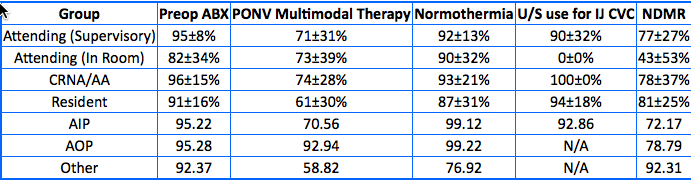 Group Preop ABX PONV Multimodal Therapy Normothermia U/S use for IJ CVC NDMR
Attending (Supervisory) 95±8% 71±31% 92±13% 90±32% 77±27%
Attending (In Room) 82±34% 73±39% 90±32% 0±0% 43±53%
CRNA/AA 96±15% 74±28% 93±21% 100±0% 78±37%
Resident 91±16% 61±30% 87±31% 94±18% 81±25%
AIP 95.22 70.56 99.12 92.86 72.17
AOP 95.28 92.94 99.22 N/A 78.79
Other 92.37 58.82 76.92 N/A 92.31